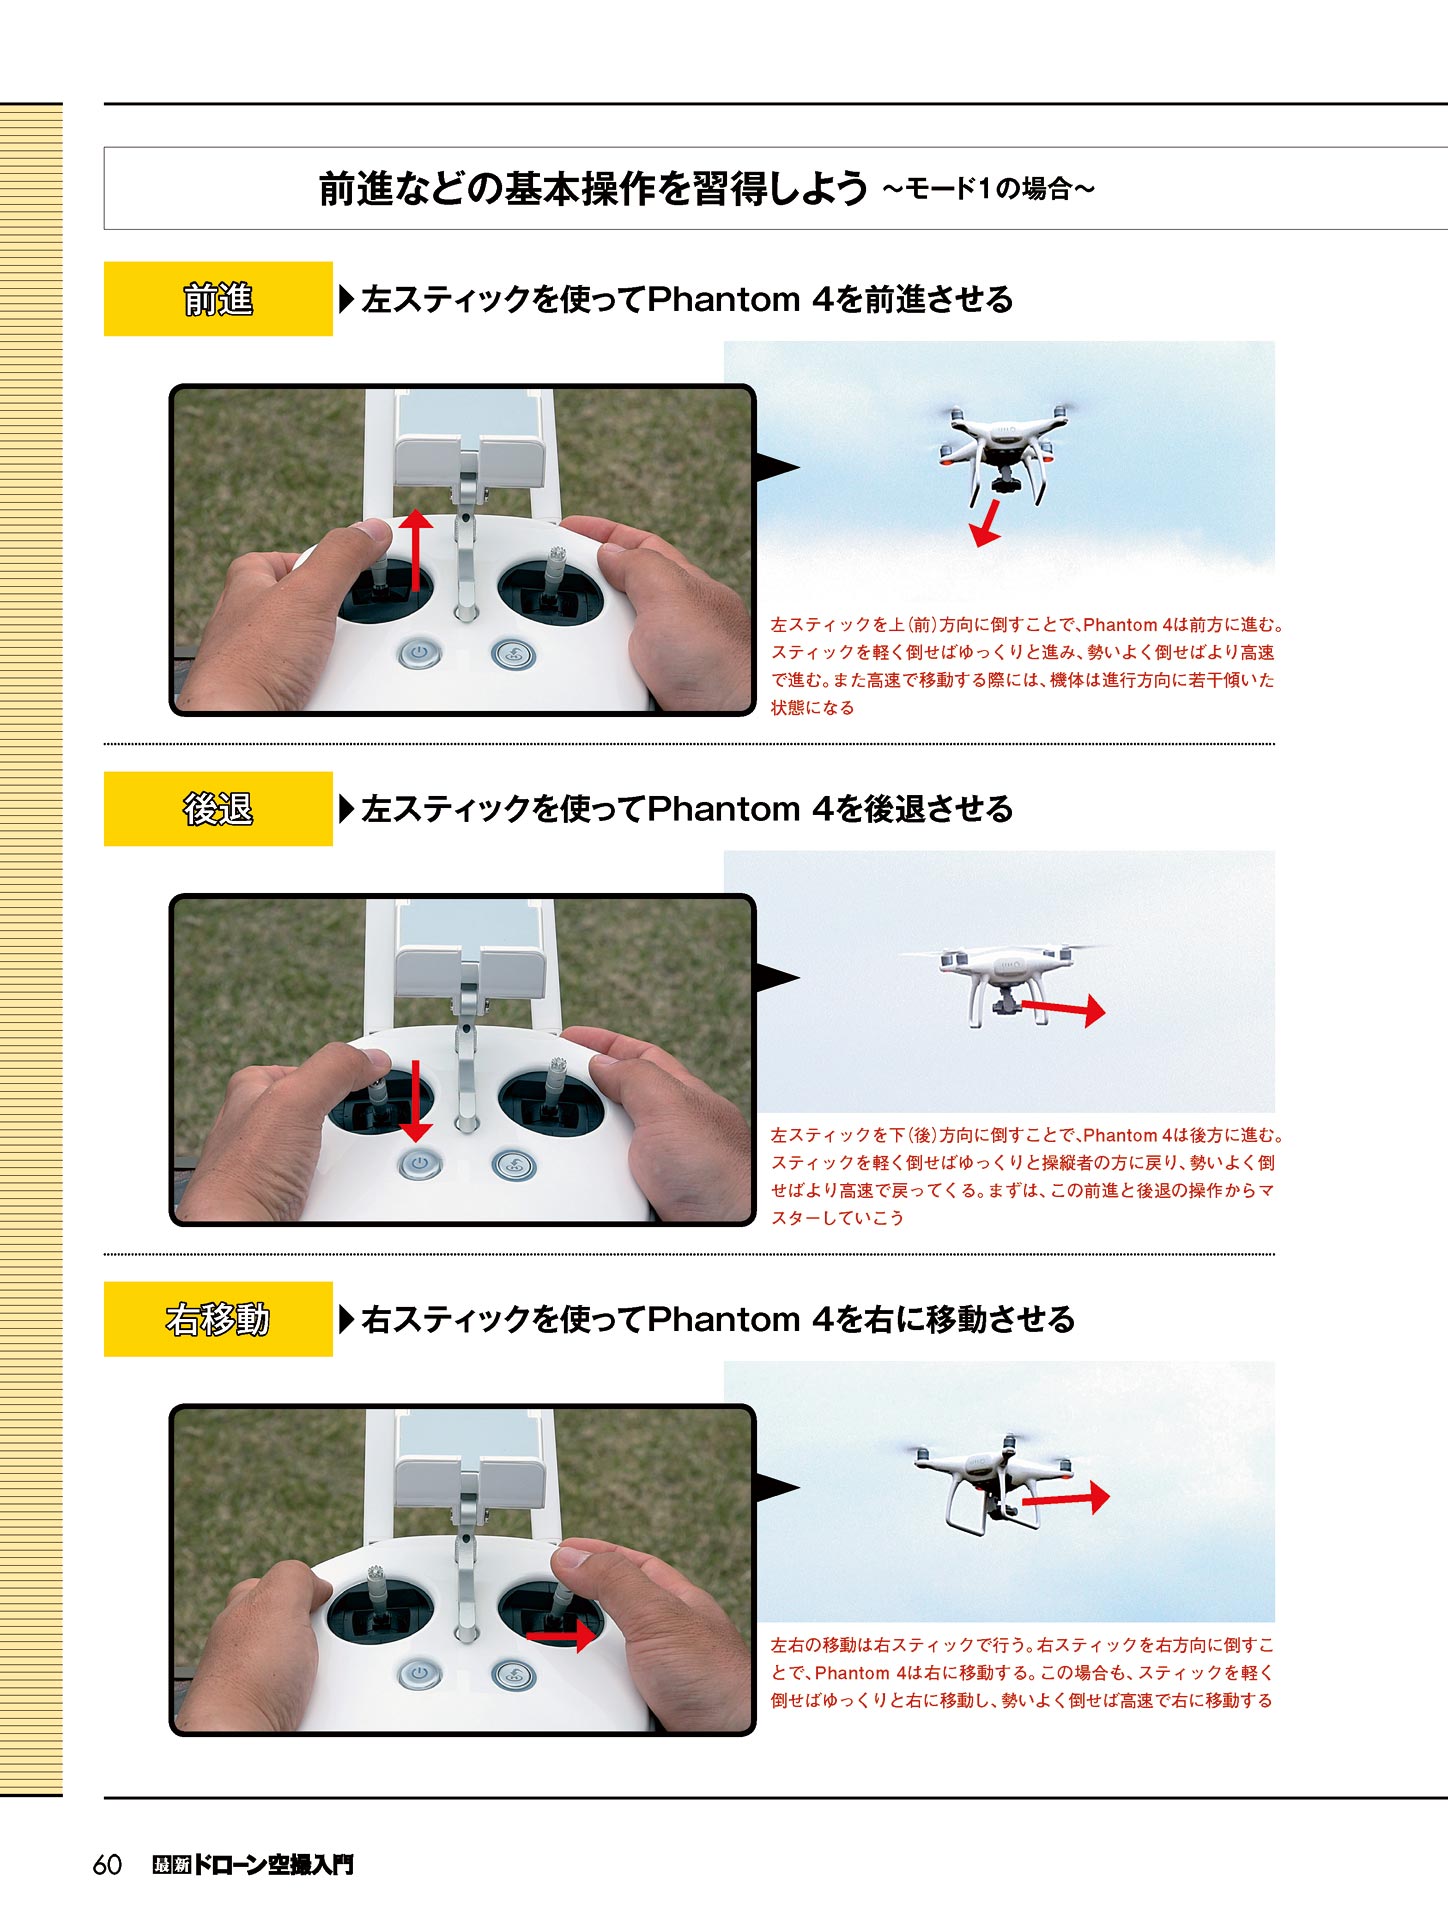 前進などの基本操作を習得しよう ～モード1の場合～
前進
▶左スティックを使ってPhantom 4を前進させる
左スティックを上（前）方向に倒すことで、Phantom 4は前方に進む。
スティックを軽く倒せばゆっくりと進み、勢いよく倒せばより高速
で進む。また高速で移動する際には、機体は進行方向に若干傾いた
状態になる
後退
▶左スティックを使ってPhantom 4を後退させる
左スティックを下（後）方向に倒すことで、Phantom 4は後方に進む。
スティックを軽く倒せばゆっくりと操縦者の方に戻り、勢いよく倒
せばより高速で戻ってくる。まずは、この前進と後退の操作からマ
スターしていこう
右移動
▶右スティックを使ってPhantom 4を右に移動させる
左右の移動は右スティックで行う。右スティックを右方向に倒すこ
とで、Phantom 4は右に移動する。この場合も、スティックを軽く
倒せばゆっくりと右に移動し、勢いよく倒せば高速で右に移動する
60 最新ドローン空撮入門